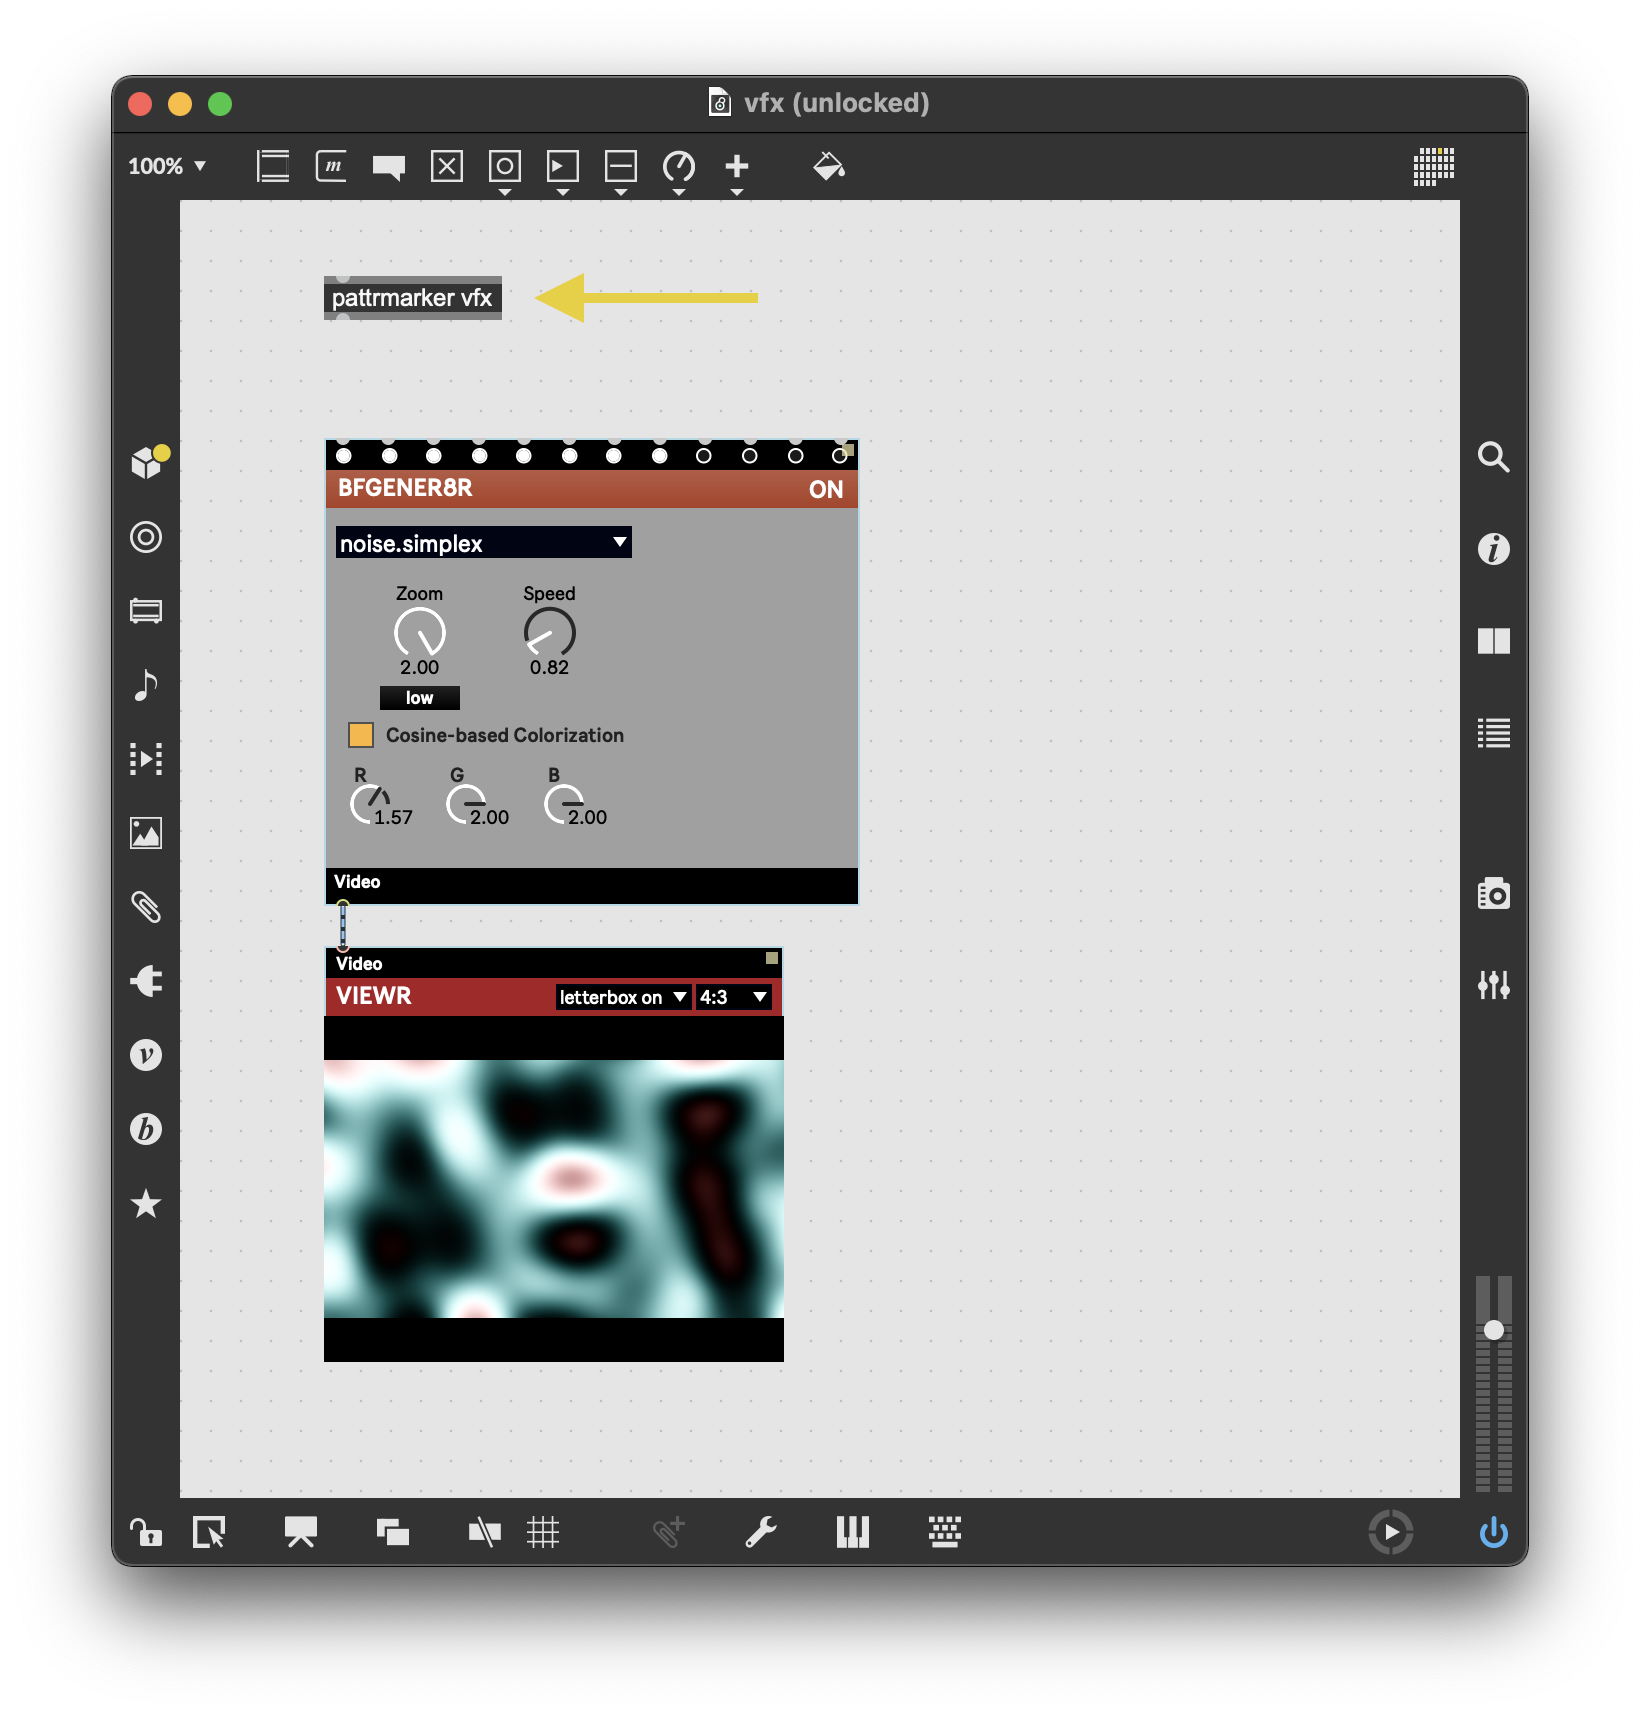 vfx (unlocked)
100%
m
pattrmarker vfx
BFGENER8R ON
noise.simplex
Zoom Speed
2.00 0.82
low
Cosine-based Colorization
R G B
1.57 2.00 2.00
Video
Video
VIEWR letterbox on 4:3
i
v
b